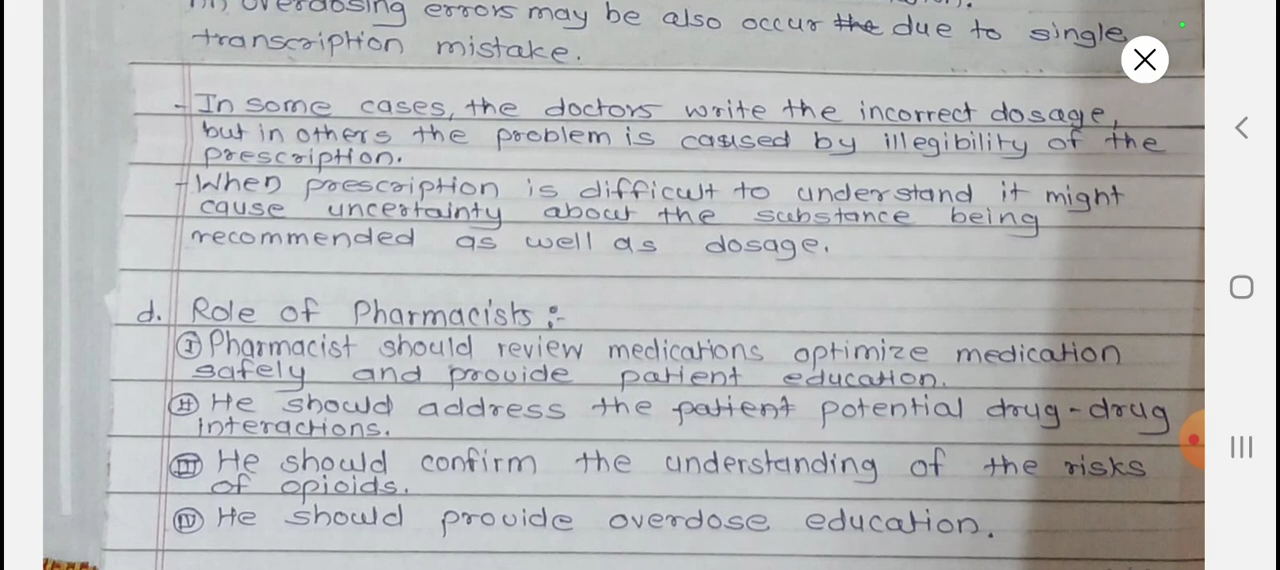 overdosing errors may be also occur the due to single
transcription mistake.
- In some cases, the doctors write the incorrect dosage,
but in others the problem is caused by illegibility of the
prescription.
- When prescription is difficult to understand it might
cause uncertainty about the substance being
recommended as well as dosage.
d. Role of Pharmacists :-
I Pharmacist should review medications optimize medication
safely and provide patient education.
II He should address the patient potential drug-drug
interactions.
III He should confirm the understanding of the risks
of opioids.
IV He should provide overdose education.